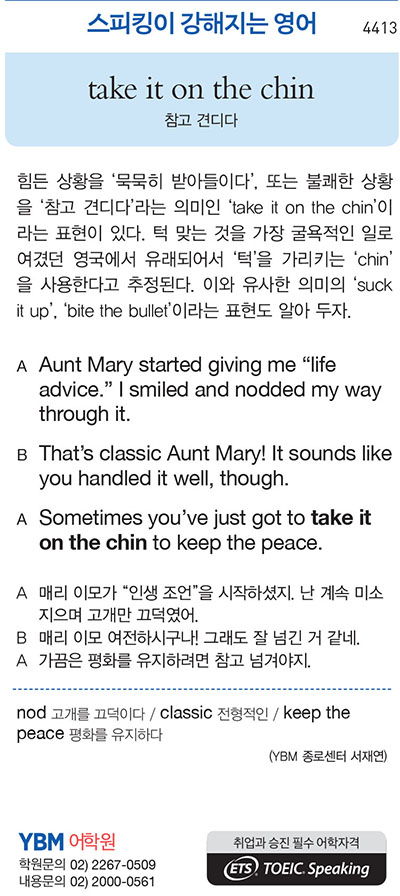 스피킹이 강해지는 영어
4413
take it on the chin
참고 견디다
힘든 상황을 ‘묵묵히 받아들이다’, 또는 불쾌한 상황
을 ‘참고 견디다’라는 의미인 ‘take it on the chin’이
라는 표현이 있다. 턱 맞는 것을 가장 굴욕적인 일로
여겼던 영국에서 유래되어서 ‘턱’을 가리키는 ‘chin’
을 사용한다고 추정된다. 이와 유사한 의미의 ‘suck
it up’, ‘bite the bullet’이라는 표현도 알아 두자.
A Aunt Mary started giving me “life
advice.” I smiled and nodded my way
through it.
B That’s classic Aunt Mary! It sounds like
you handled it well, though.
A Sometimes you’ve just got to take it
on the chin to keep the peace.
A 매리 이모가 “인생 조언”을 시작하셨지. 난 계속 미소
지으며 고개만 끄덕였어.
B 매리 이모 여전하시구나! 그래도 잘 넘긴 거 같네.
A 가끔은 평화를 유지하려면 참고 넘겨야지.
nod 고개를 끄덕이다 / classic 전형적인 / keep the
peace 평화를 유지하다
(YBM 종로센터 서재연)
YBM 어학원
학원문의 02) 2267-0509
내용문의 02) 2000-0561
취업과 승진 필수 어학자격
ETS TOEIC Speaking